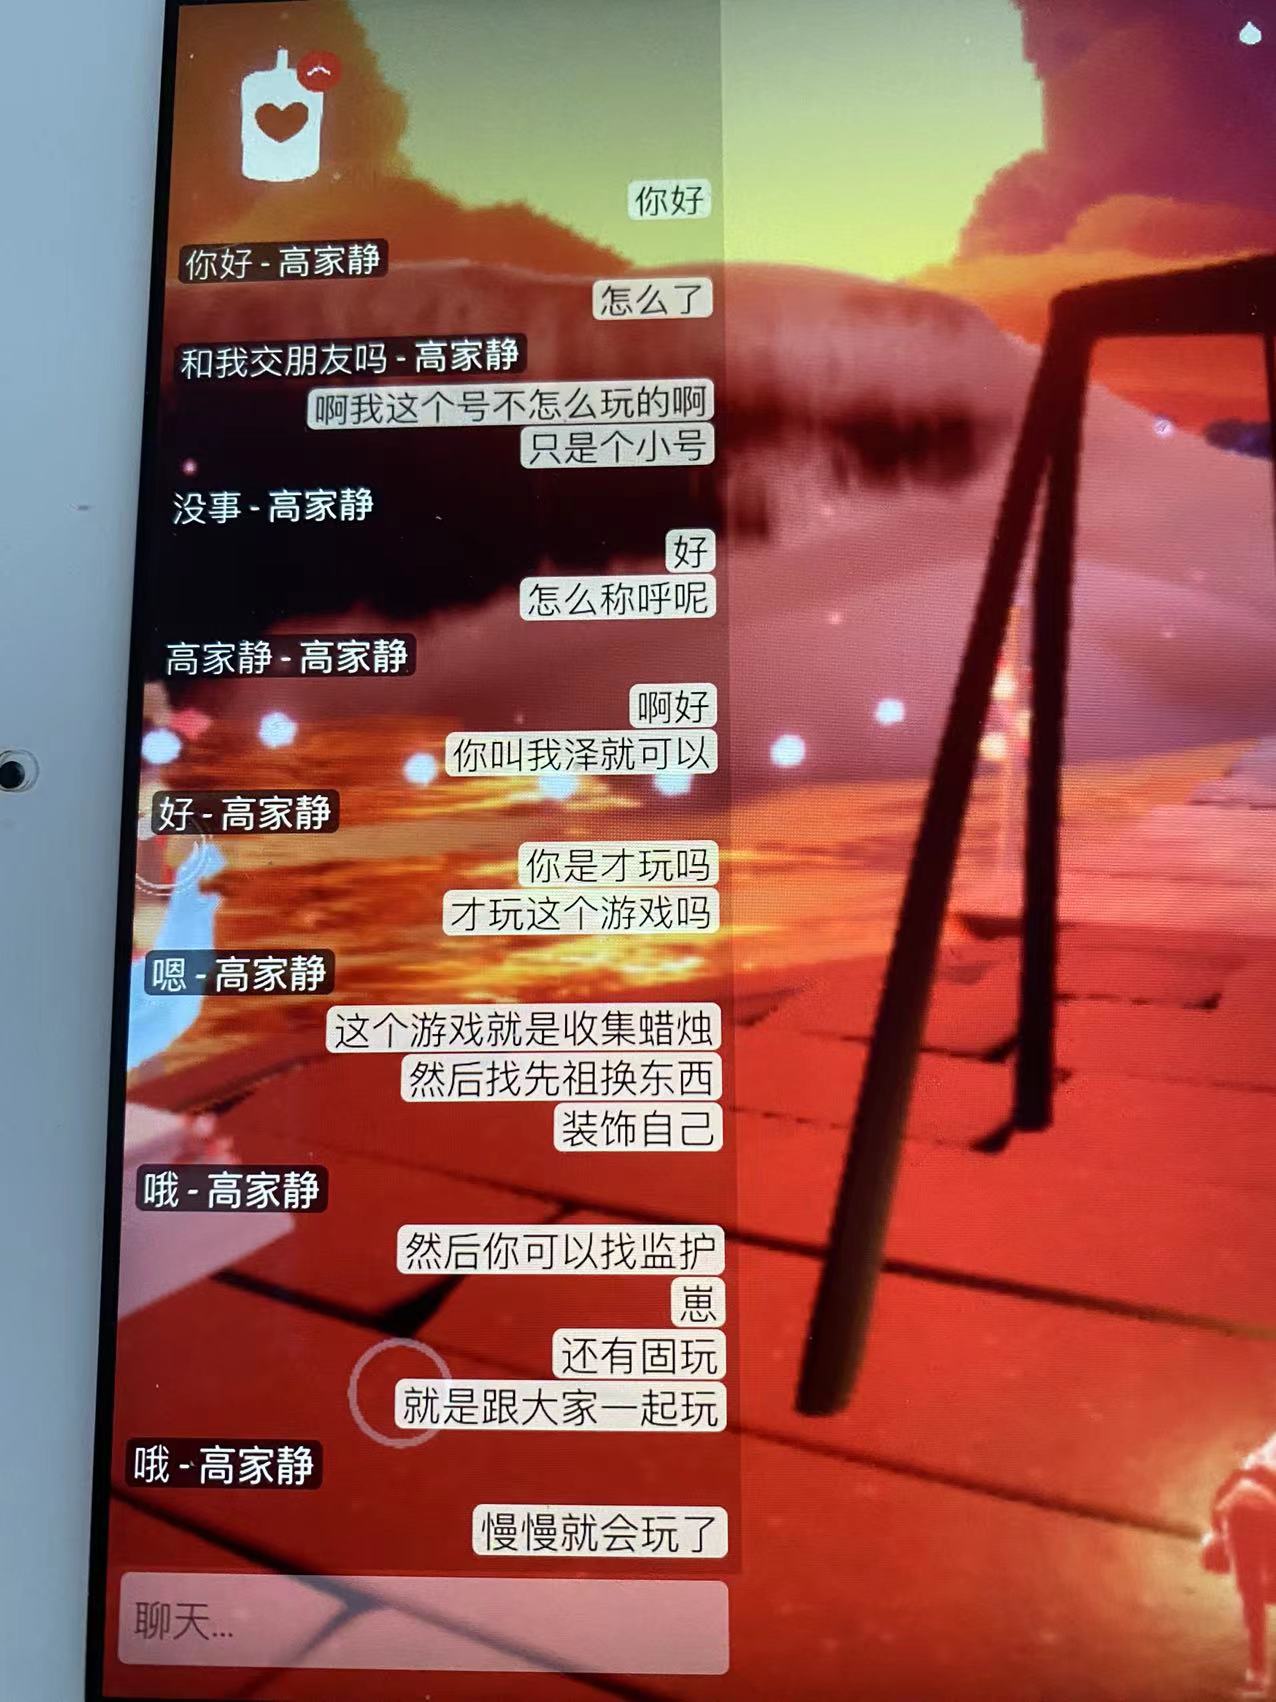 你好
你好 - 高家静
怎么了
和我交朋友吗 - 高家静
啊我这个号不怎么玩的啊
只是个小号
没事 - 高家静
好
怎么称呼呢
高家静 - 高家静
啊好
你叫我泽就可以
好 - 高家静
你是才玩吗
才玩这个游戏吗
嗯 - 高家静
这个游戏就是收集蜡烛
然后找先祖换东西
装饰自己
哦 - 高家静
然后你可以找监护
崽
还有固玩
就是跟大家一起玩
哦 - 高家静
慢慢就会玩了
聊天...